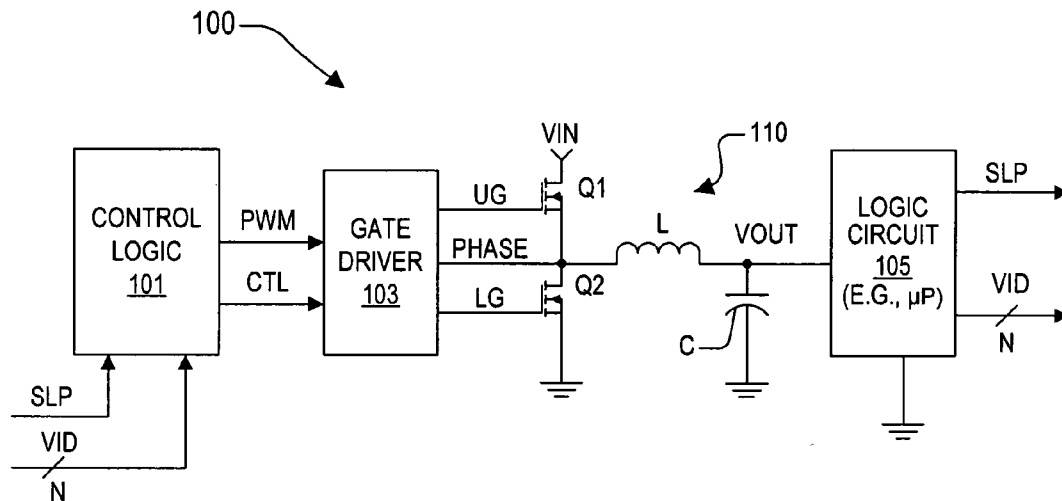 100
VIN
110
CONTROL
LOGIC
101
PWM
CTL
GATE
DRIVER
103
UG
PHASE
LG
Q1
Q2
L
VOUT
C
LOGIC
CIRCUIT
105
(E.G., µP)
SLP
VID
N
SLP
VID
N